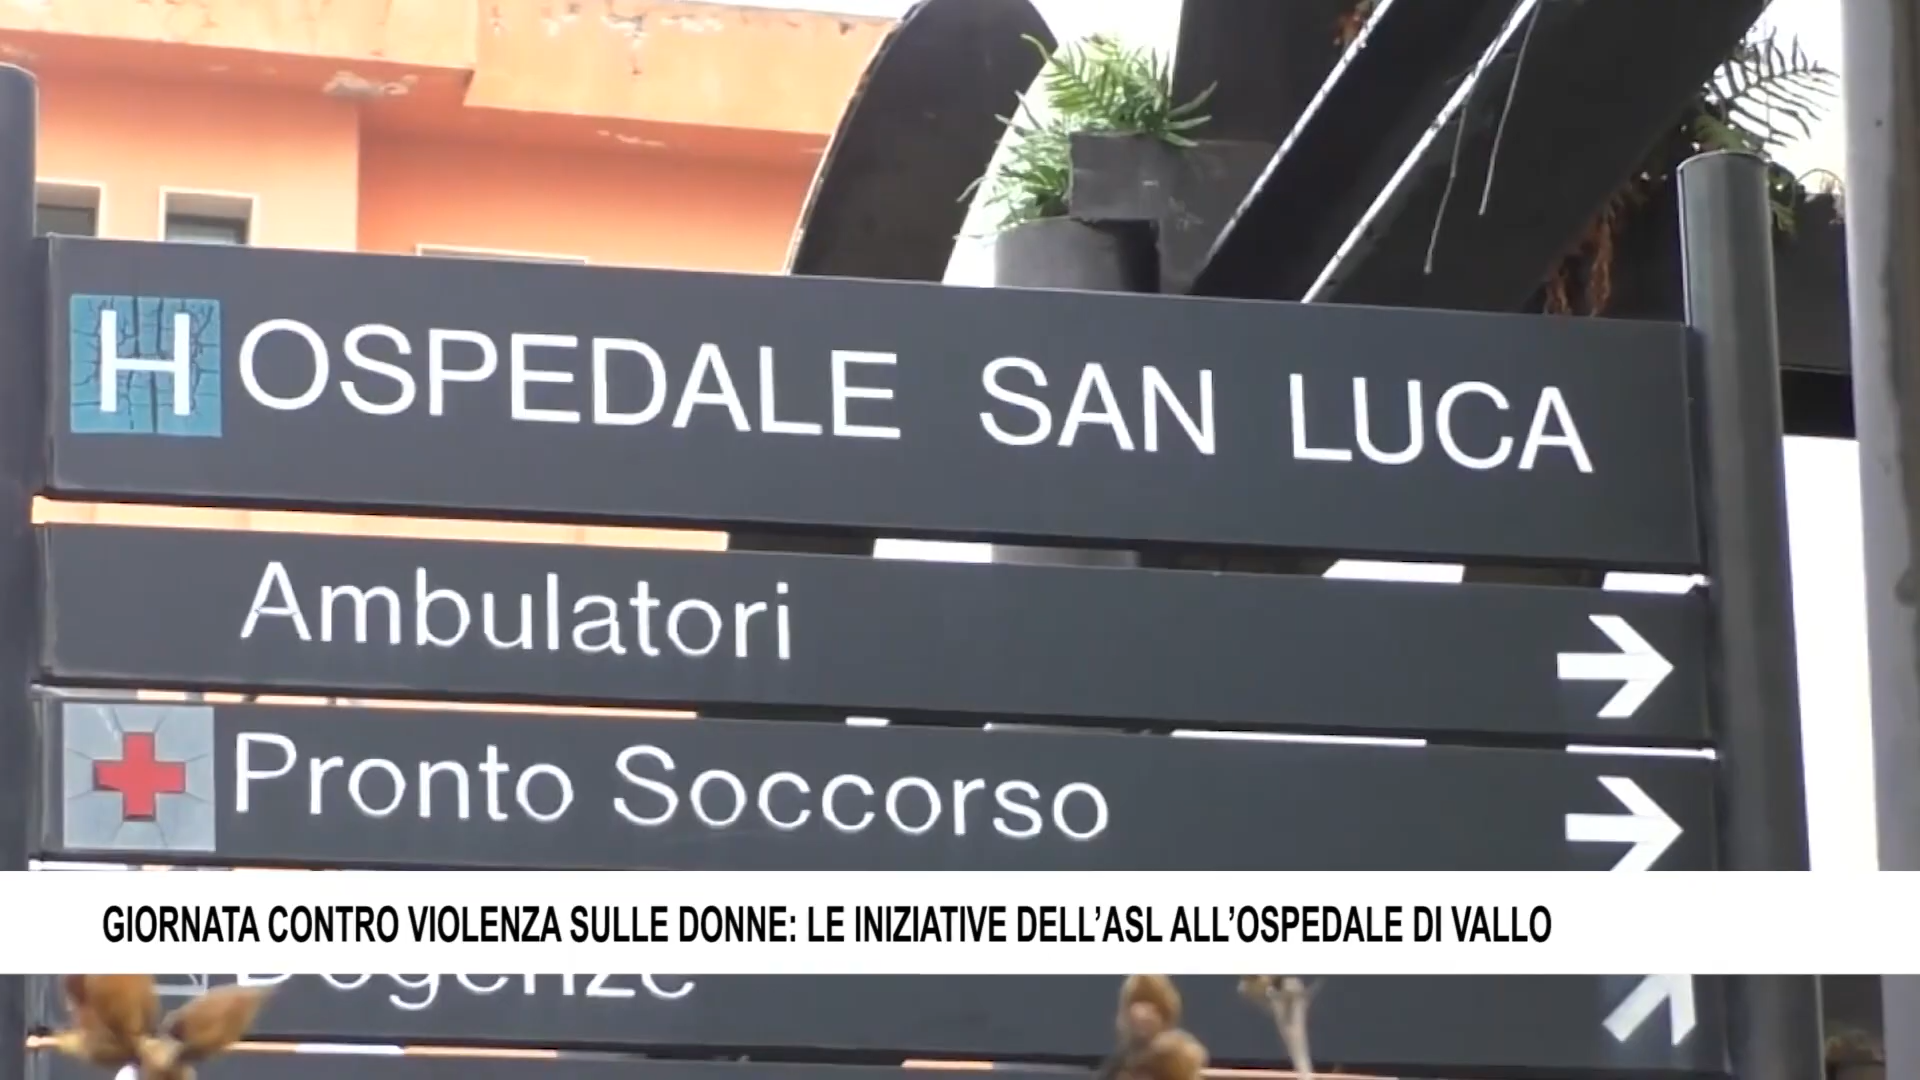 HOSPEDALE SAN LUCA
Ambulatori
Pronto Soccorso
GIORNATA CONTRO VIOLENZA SULLE DONNE: LE INIZIATIVE DELL'ASL ALL'OSPEDALE DI VALLO
Degenze